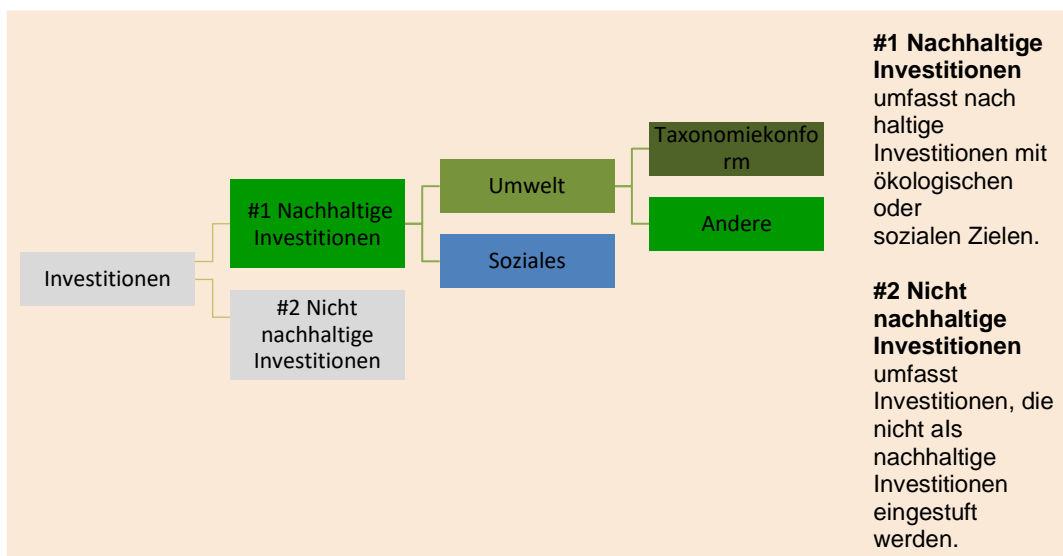 Investitionen
#1 Nachhaltige
Investitionen
#2 Nicht
nachhaltige
Investitionen
Umwelt
Soziales
Taxonomiekonfo
rm
Andere
#1 Nachhaltige
Investitionen
umfasst nach
haltige
Investitionen mit
ökologischen
oder
sozialen Zielen.
#2 Nicht
nachhaltige
Investitionen
umfasst
Investitionen, die
nicht als
nachhaltige
Investitionen
eingestuft
werden.